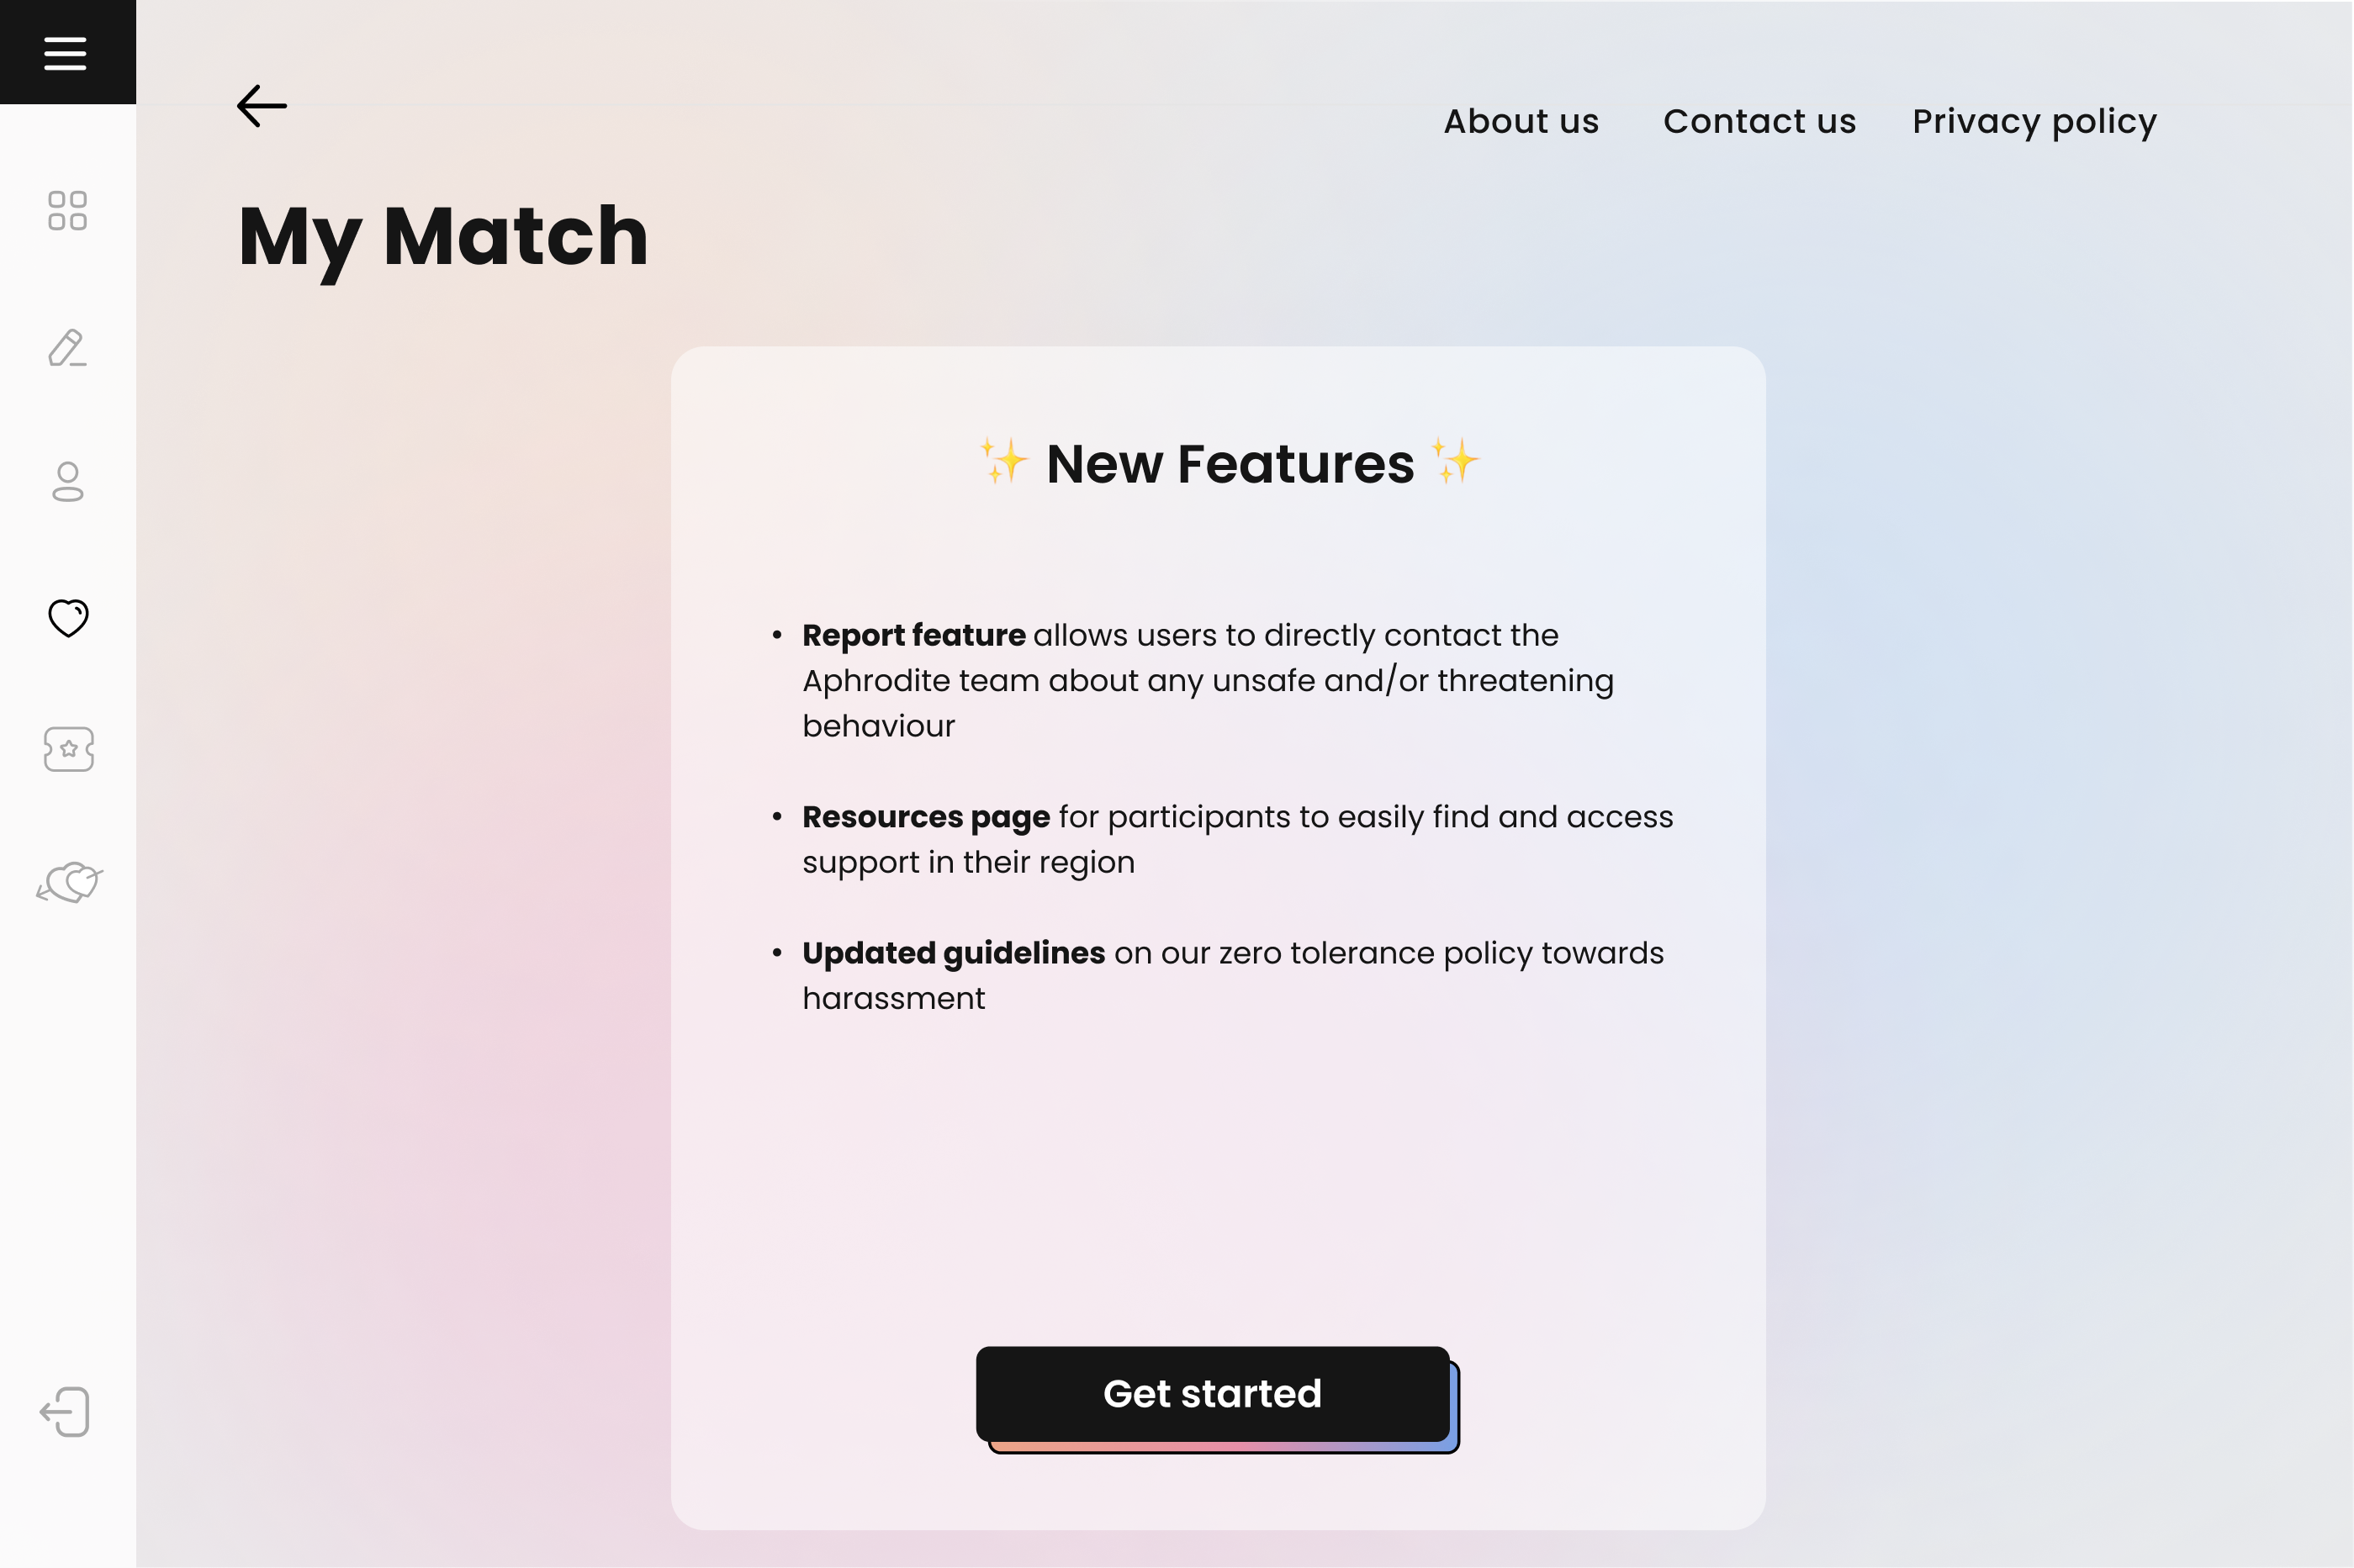 About us
Contact us
Privacy policy
My Match
✨ New Features ✨
• Report feature allows users to directly contact the
Aphrodite team about any unsafe and/or threatening
behaviour
• Resources page for participants to easily find and access
support in their region
• Updated guidelines on our zero tolerance policy towards
harassment
Get started